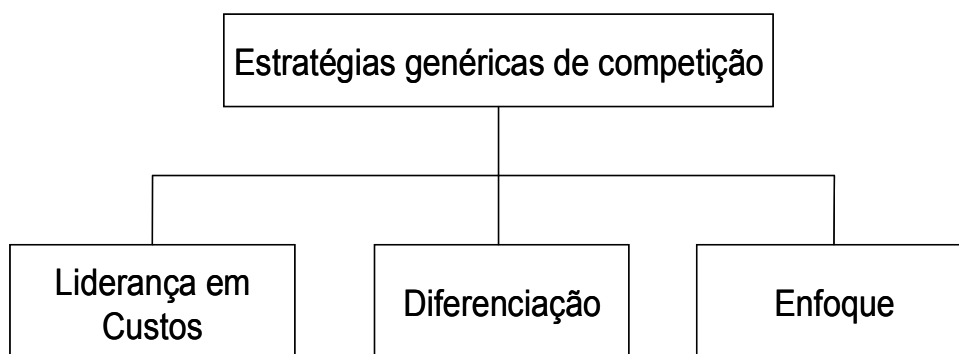 Estratégias genéricas de competição
Liderança em
Custos
Diferenciação
Enfoque